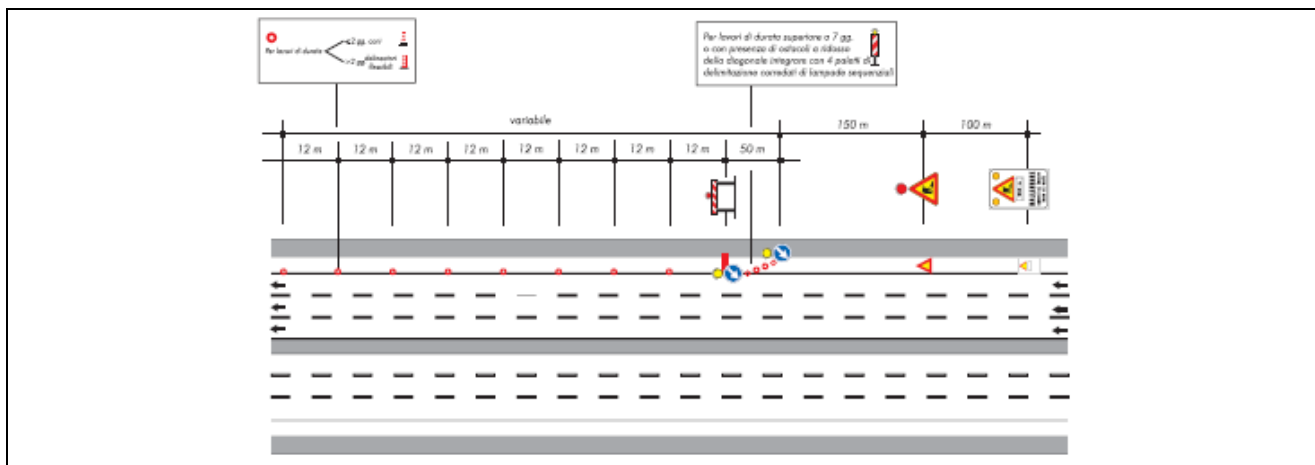 Per lavori di durata
≤2 gg. coni
>2 gg. delineatori
flessibili
Per lavori di durata superiore a 7 gg.
o con presenza di ostacoli a ridosso
della diagonale integrare con 4 paletti di
delimitazione corredati di lampade sequenziali
variabile
150 m
100 m
12 m
12 m
12 m
12 m
12 m
12 m
12 m
12 m
50 m